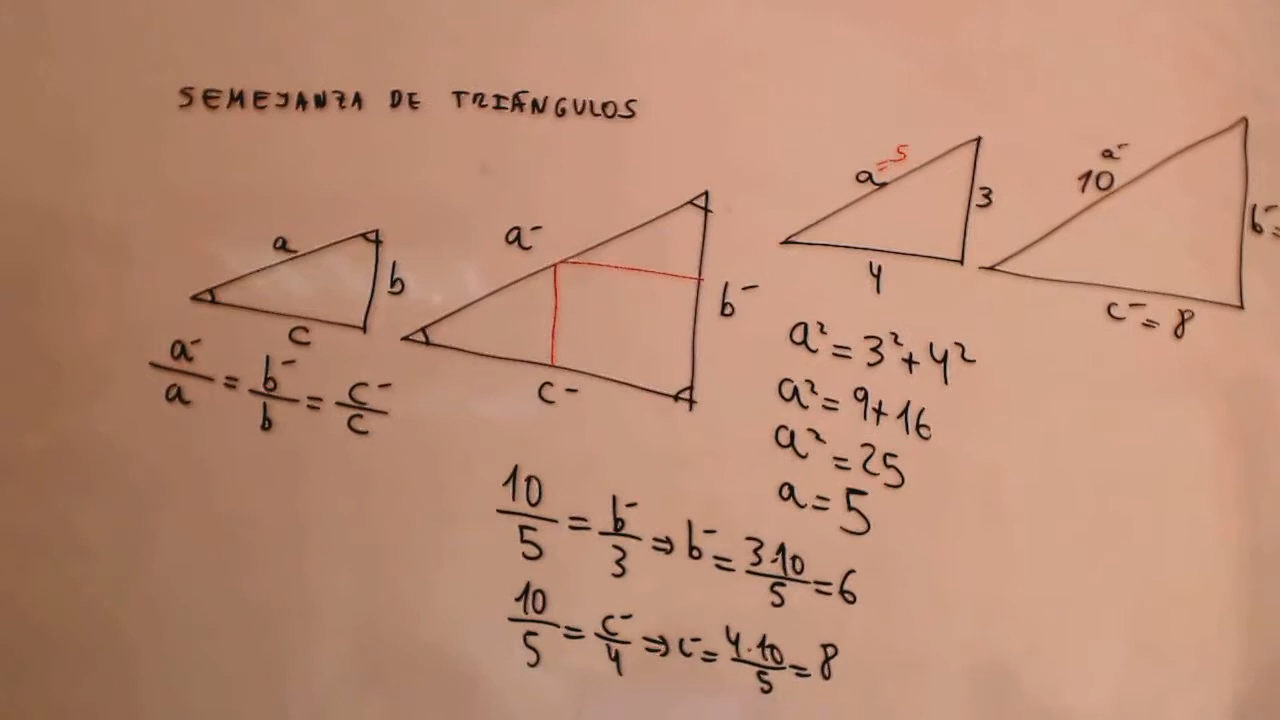 SEMEJANZA DE TRIÁNGULOS
a
b
c
a-
b-
c-
a-/a = b-/b = c-/c
a=5
3
4
a-
10
b-=
c-=8
a²=3²+4²
a²=9+16
a²=25
a=5
10/5 = b-/3 ⇒ b-= 3·10/5 =6
10/5 = c-/4 ⇒ c-= 4·10/5 =8